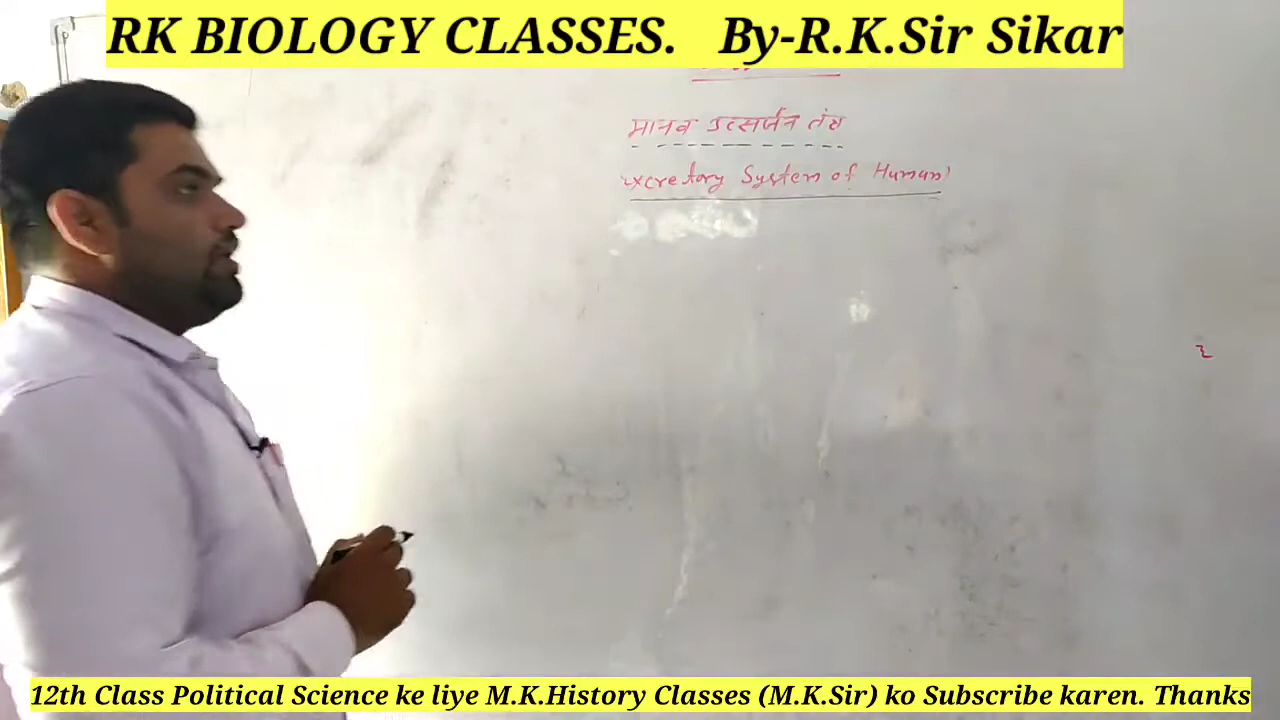 RK BIOLOGY CLASSES. By-R.K.Sir Sikar
मानव उत्सर्जन तंत्र
Excretory System of Human)
12th Class Political Science ke liye M.K.History Classes (M.K.Sir) ko Subscribe karen. Thanks